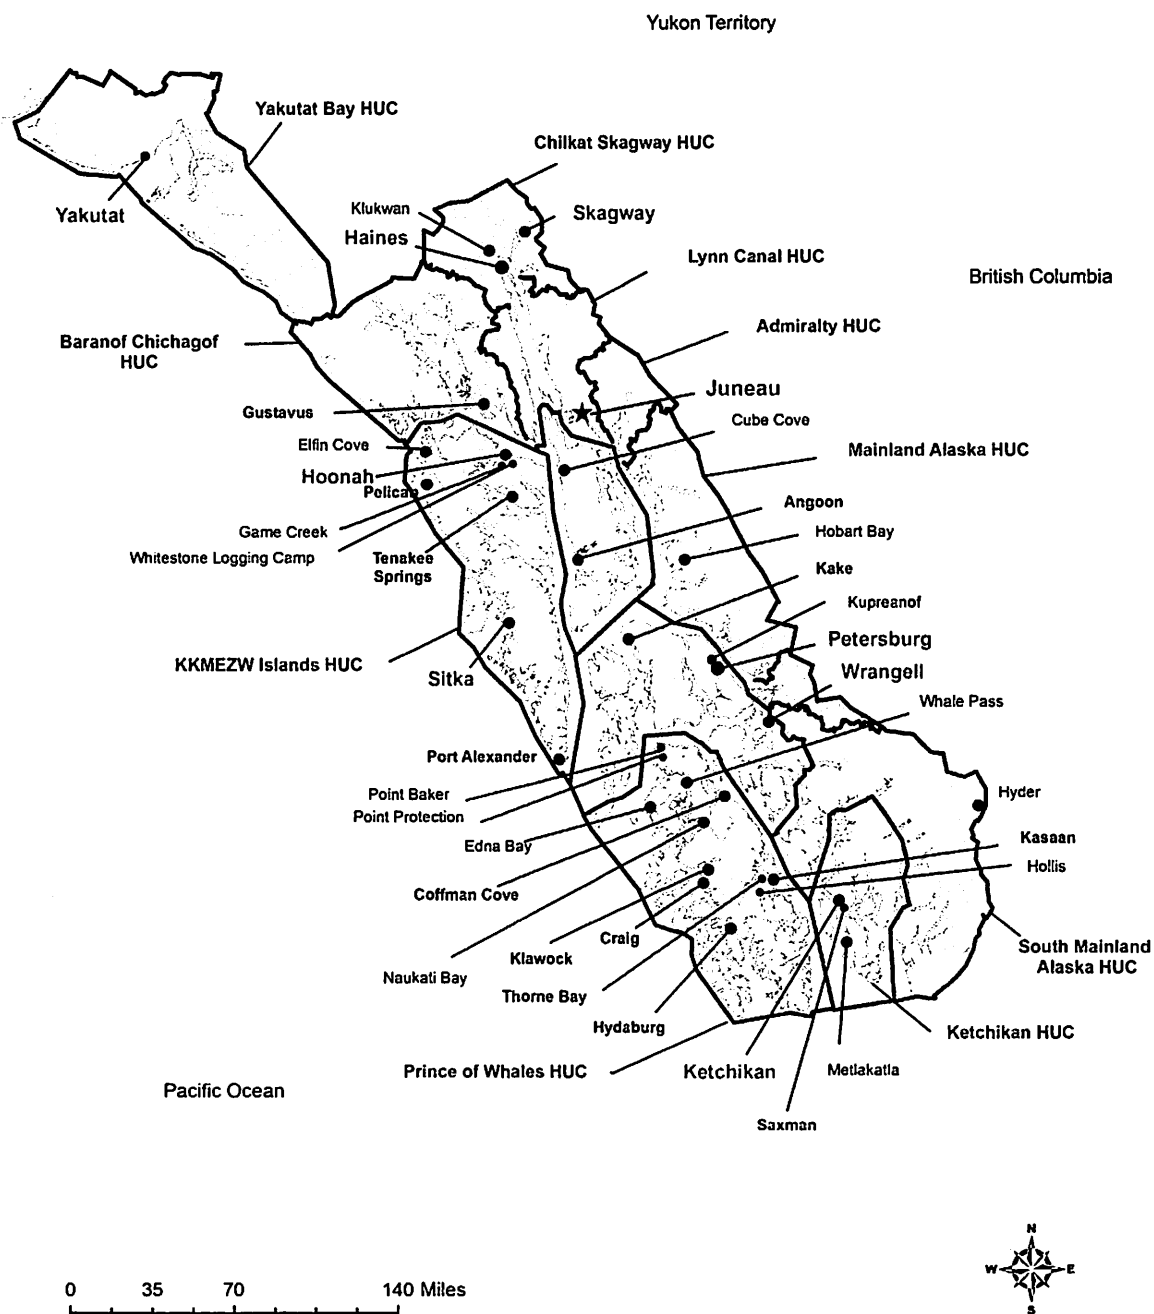 Yukon Territory
Yakutat Bay HUC
Chilkat Skagway HUC
Klukwan
Skagway
Yakutat
Haines
Lynn Canal HUC
British Columbia
Admiralty HUC
Baranof Chichagof
HUC
Juneau
Gustavus
Cube Cove
Elfin Cove
Mainland Alaska HUC
Hoonah
Pelican
Angoon
Game Creek
Hobart Bay
Whitestone Logging Camp
Tenakee
Springs
Kake
Kupreanof
Petersburg
KKMEZW Islands HUC
Wrangell
Sitka
Whale Pass
Port Alexander
Point Baker
Hyder
Point Protection
Edna Bay
Kasaan
Hollis
Coffman Cove
Craig
South Mainland
Alaska HUC
Klawock
Naukati Bay
Thorne Bay
Hydaburg
Ketchikan HUC
Prince of Whales HUC
Ketchikan
Metlakatla
Pacific Ocean
Saxman
N
W E
S
0 35 70 140 Miles